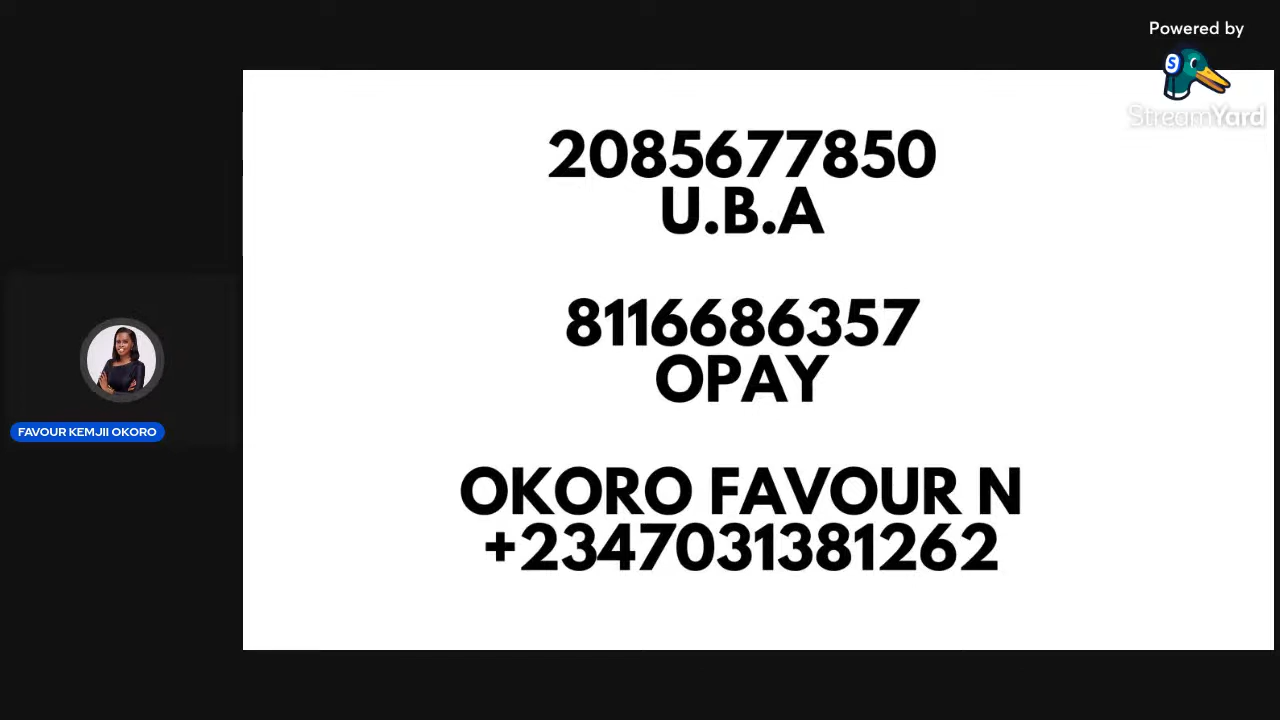 Powered by
StreamYard
2085677850
U.B.A
8116686357
OPAY
OKORO FAVOUR N
+2347031381262
FAVOUR KEMJII OKORO